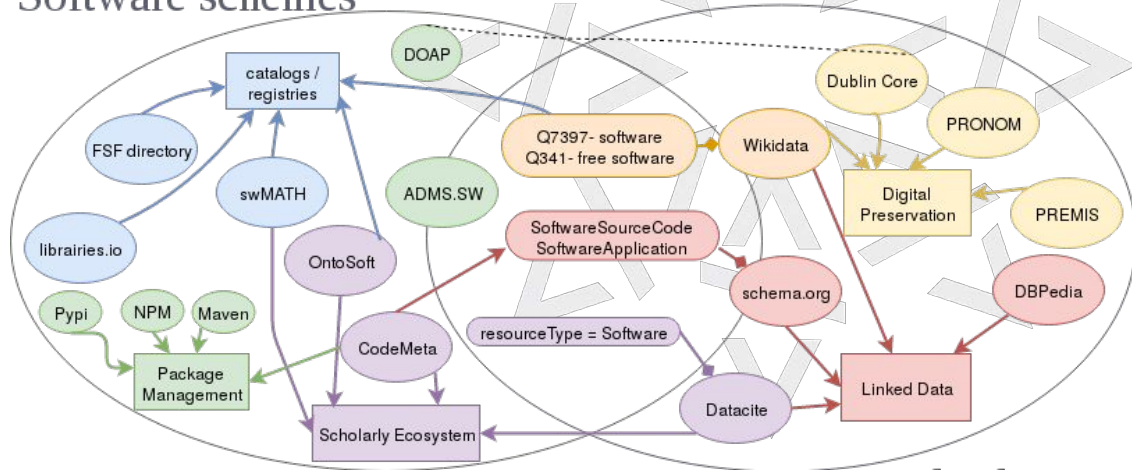 Software schemes
DOAP
catalogs /
registries
Dublin Core
PRONOM
FSF directory
Q7397- software
Q341- free software
Wikidata
swMATH
ADMS.SW
Digital
Preservation
PREMIS
librairies.io
OntoSoft
SoftwareSourceCode
SoftwareApplication
schema.org
DBPedia
Pypi
NPM
Maven
CodeMeta
resourceType = Software
Package
Management
Linked Data
Datacite
Scholarly Ecosystem